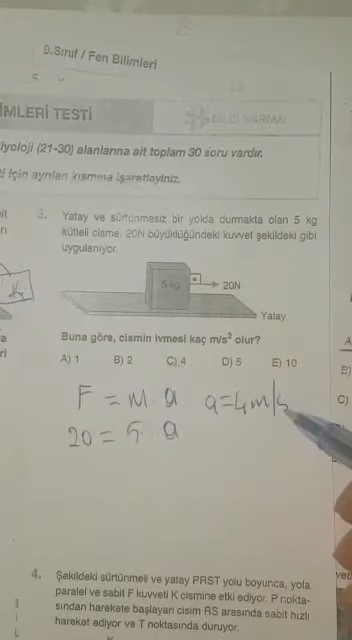 9.Sınıf / Fen Bilimleri
İMLERİ TESTİ
BİLGİ SARMAL
iyoloji (21-30) alanlarına ait toplam 30 soru vardır.
için ayrılan kısmına işaretleyiniz.
3. Yatay ve sürtünmesiz bir yolda durmakta olan 5 kg
kütleli cisme, 20N büyüklüğündeki kuvvet şekildeki gibi
uygulanıyor.
5 kg
20N
Yatay
Buna göre, cismin ivmesi kaç m/s² olur?
A) 1 B) 2 C) 4 D) 5 E) 10
F = m. a a=4m/s
20 = 5. a
B)
C)
4. Şekildeki sürtünmeli ve yatay PRST yolu boyunca, yola
paralel ve sabit F kuvveti K cismine etki ediyor. P nokta-
sından harekete başlayan cisim RS arasında sabit hızlı
hareket ediyor ve T noktasında duruyor.